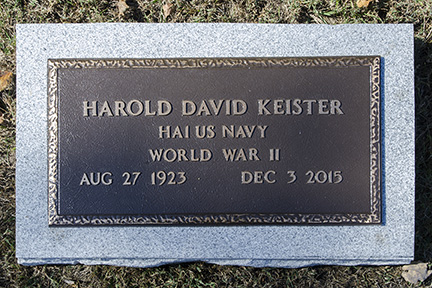 HAROLD DAVID KEISTER
HA1 US NAVY
WORLD WAR II
AUG 27 1923 DEC 3 2015